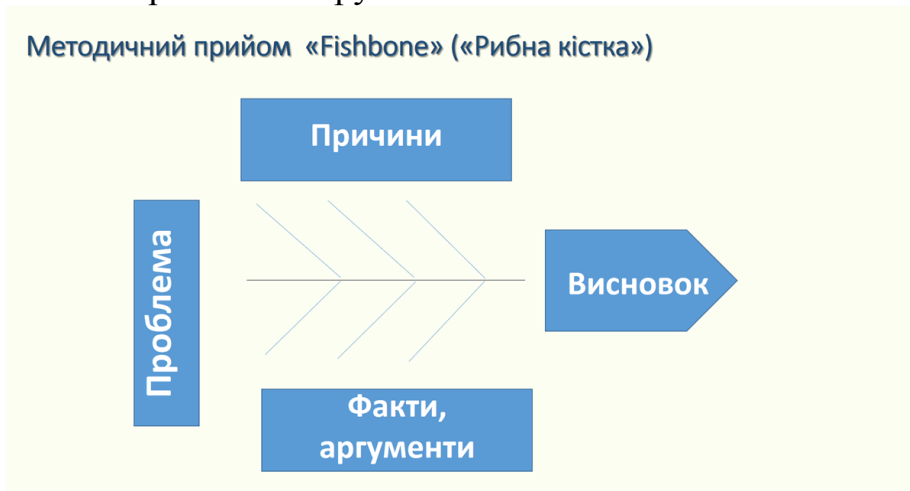 Методичний прийом «Fishbone» («Рибна кістка»)
Причини
Проблема
Висновок
Факти,
аргументи